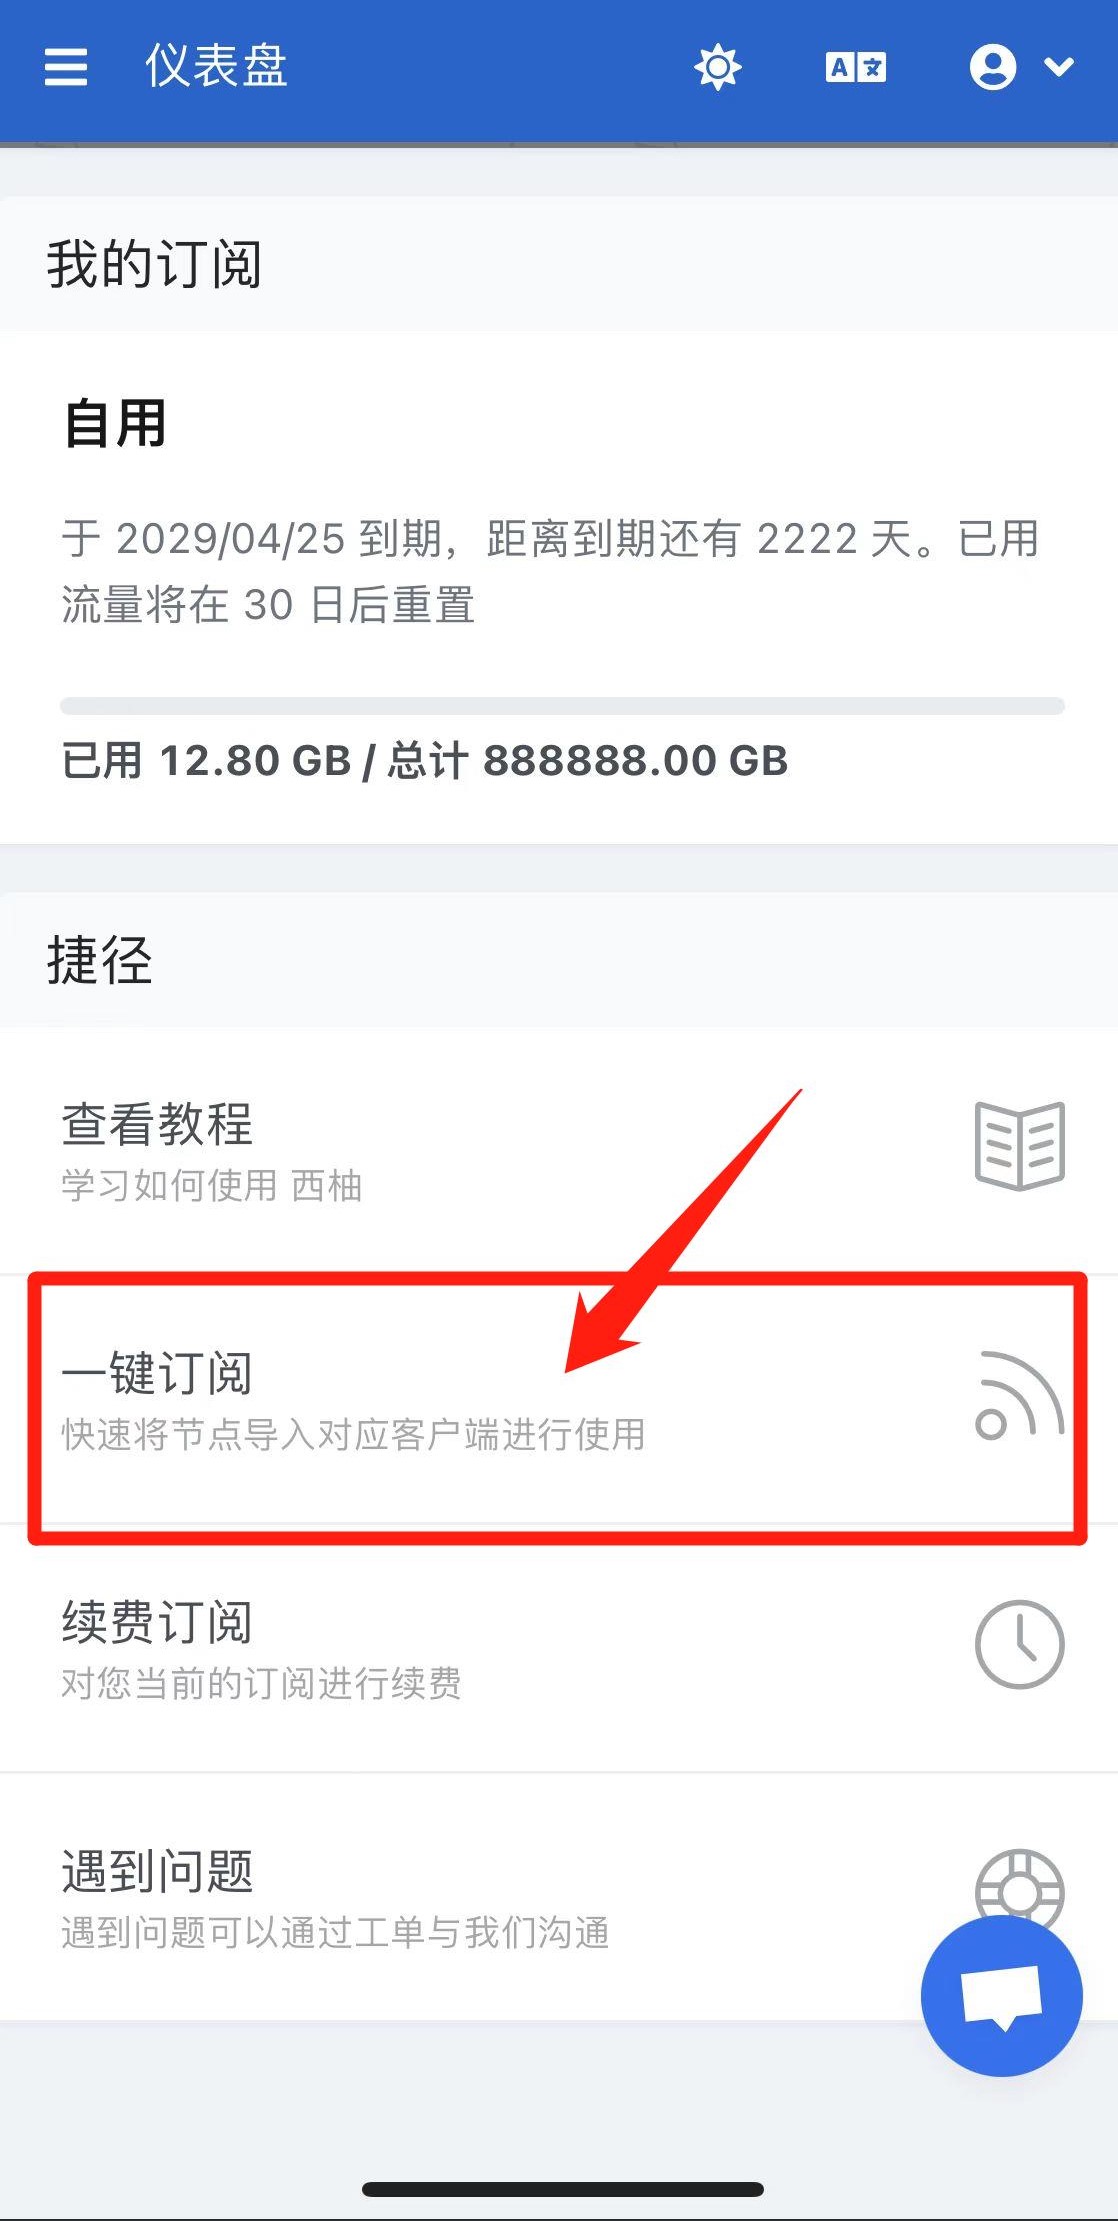 仪表盘
A 文
我的订阅
自用
于 2029/04/25 到期，距离到期还有 2222 天。已用
流量将在 30 日后重置
已用 12.80 GB / 总计 888888.00 GB
捷径
查看教程
学习如何使用 西柚
一键订阅
快速将节点导入对应客户端进行使用
续费订阅
对您当前的订阅进行续费
遇到问题
遇到问题可以通过工单与我们沟通